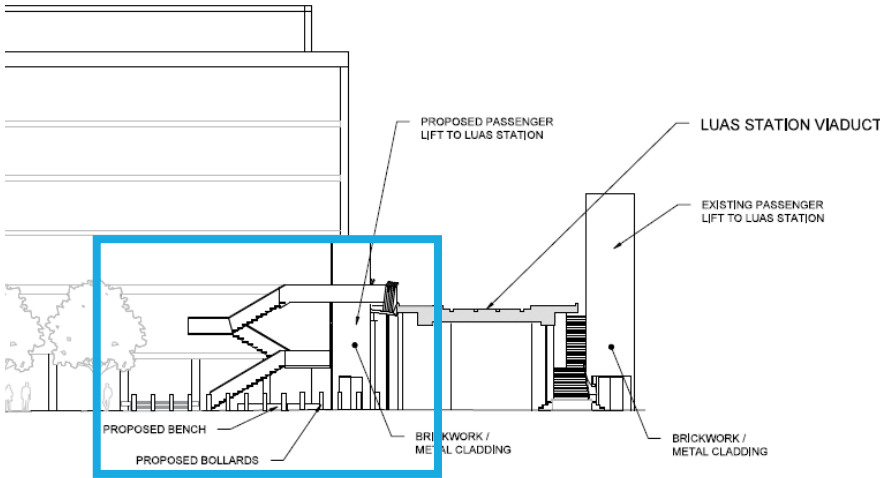 PROPOSED PASSENGER
LIFT TO LUAS STATION
LUAS STATION VIADUCT
EXISTING PASSENGER
LIFT TO LUAS STATION
PROPOSED BENCH
PROPOSED BOLLARDS
BRICKWORK /
METAL CLADDING
BRICKWORK /
METAL CLADDING